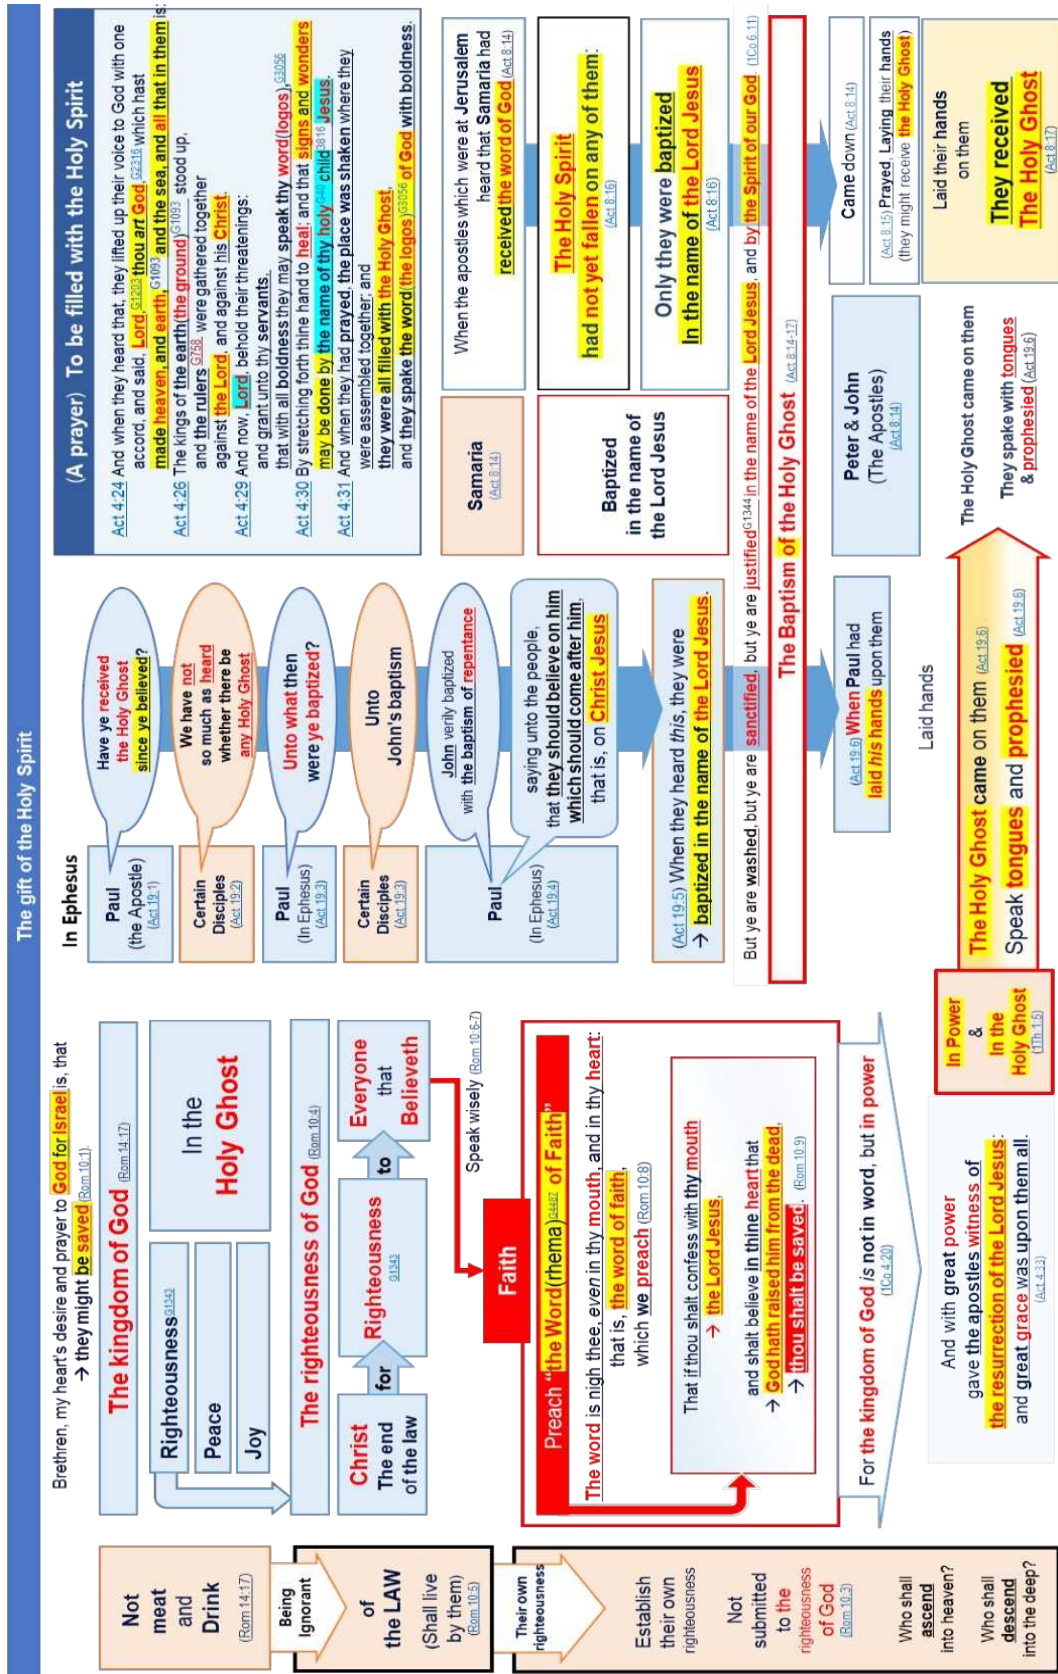 The gift of the Holy Spirit
Not
meat
and
Drink
(Rom 14:17)
Being
Ignorant
of
the LAW
(Shall live
by them)
(Rom 10:5)
Their own
righteousness
Establish
their own
righteousness
Not
submitted
to the
righteousness
of God
(Rom 10:3)
Who shall
ascend
into heaven?
Who shall
descend
into the deep?
Brethren, my heart's desire and prayer to God for Israel is, that
→ they might be saved (Rom 10:1).
The kingdom of God (Rom 14:17)
Righteousness G1343
Peace
Joy
In the
Holy Ghost
The righteousness of God (Rom 10:4)
Christ
The end
of the law
for
Righteousness
G1343
to
Everyone
that
Believeth
Speak wisely (Rom 10:6-7)
Faith
Preach “the Word(rhema)G4487 of Faith”
The word is nigh thee, even in thy mouth, and in thy heart:
that is, the word of faith,
which we preach (Rom 10:8)
That if thou shalt confess with thy mouth
→ the Lord Jesus,
and shalt believe in thine heart that
→ God hath raised him from the dead,
→ thou shalt be saved. (Rom 10:9)
For the kingdom of God is not in word, but in power
(1Co 4:20)
And with great power
gave the apostles witness of
the resurrection of the Lord Jesus:
and great grace was upon them all.
(Act 4:33)
In Power
&
In the
Holy Ghost
(1Th 1:5)
In Ephesus
Paul
(the Apostle)
(Act 19:1)
Have ye received
the Holy Ghost
since ye believed?
Certain
Disciples
(Act 19:2)
We have not
so much as heard
whether there be
any Holy Ghost
Paul
(In Ephesus)
(Act 19:3)
Unto what then
were ye baptized?
Certain
Disciples
(Act 19:3)
Unto
John's baptism
Paul
(In Ephesus)
(Act 19:4)
John verily baptized
with the baptism of repentance
saying unto the people,
that they should believe on him
which should come after him,
that is, on Christ Jesus
(Act 19:5) When they heard this, they were
→ baptized in the name of the Lord Jesus.
(A prayer) To be filled with the Holy Spirit
Act 4:24 And when they heard that, they lifted up their voice to God with one
accord, and said, Lord,G1203 thou art God,G2316 which hast
made heaven, and earth,G1093 and the sea, and all that in them is:
Act 4:26 The kings of the earth(the ground)G1093 stood up,
and the rulers G758 were gathered together
against the Lord, and against his Christ.
Act 4:29 And now, Lord, behold their threatenings:
and grant unto thy servants,
that with all boldness they may speak thy word(logos),G3056
Act 4:30 By stretching forth thine hand to heal; and that signs and wonders
may be done by the name of thy holyG40 child3816 Jesus.
Act 4:31 And when they had prayed, the place was shaken where they
were assembled together; and
they were all filled with the Holy Ghost,
and they spake the word(the logos)G3056 of God with boldness.
Samaria
(Act 8:14)
When the apostles which were at Jerusalem
heard that Samaria had
received the word of God (Act 8:14)
Baptized
in the name of
the Lord Jesus
The Holy Spirit
had not yet fallen on any of them:
(Act 8:16)
Only they were baptized
In the name of the Lord Jesus
(Act 8:16)
But ye are washed, but ye are sanctified, but ye are justifiedG1344 in the name of the Lord Jesus, and by the Spirit of our God. (1Co 6:11)
The Baptism of the Holy Ghost (Act 8:14-17)
(Act 19:6) When Paul had
laid his hands upon them
Peter & John
(The Apostles)
(Act 8:14)
Came down (Act 8:14)
(Act 8:15) Prayed, Laying their hands
(they might receive the Holy Ghost)
Laid hands
Laid their hands
on them
They received
The Holy Ghost
(Act 8:17)
The Holy Ghost came on them (Act 19:6)
Speak tongues and prophesied (Act 19:6)
The Holy Ghost came on them
They spake with tongues
& prophesied (Act 19:6)